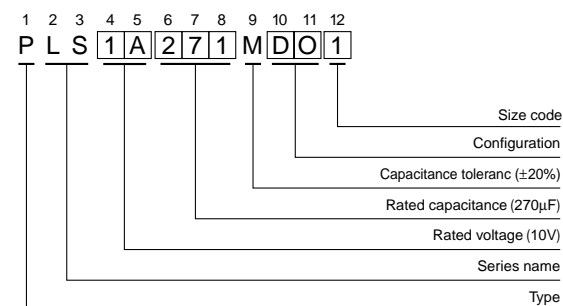 1 2 3 4 5 6 7 8 9 10 11 12
P L S 1 A 2 7 1 M D O 1
Size code
Configuration
Capacitance toleranc (±20%)
Rated capacitance (270µF)
Rated voltage (10V)
Series name
Type